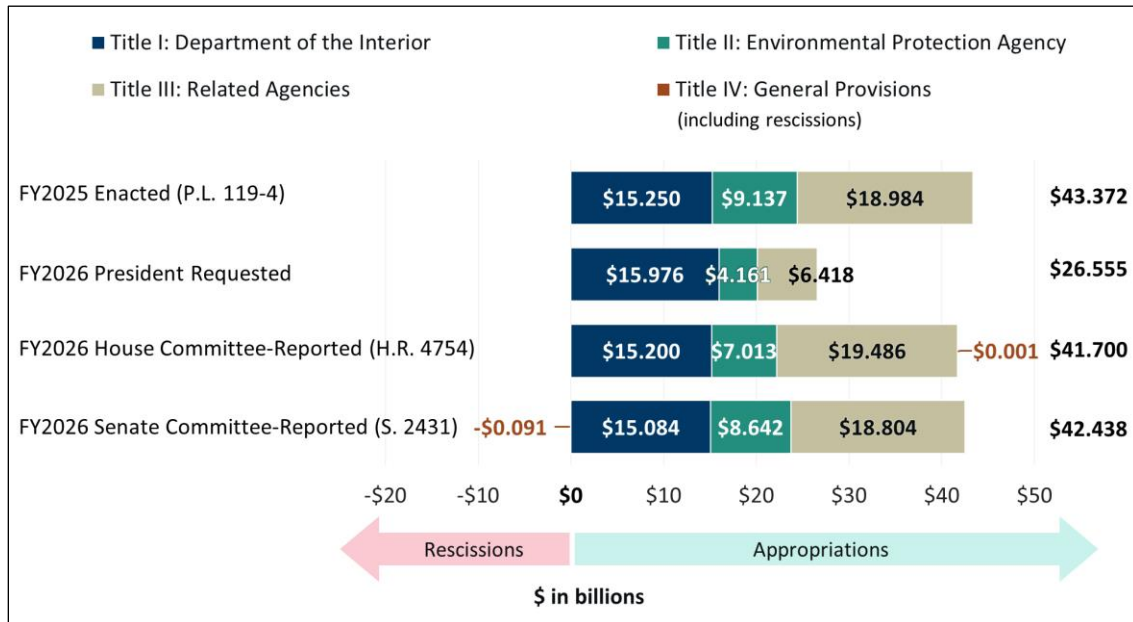 Title I: Department of the Interior
Title II: Environmental Protection Agency
Title III: Related Agencies
Title IV: General Provisions
(including rescissions)
FY2025 Enacted (P.L. 119-4) $15.250 $9.137 $18.984 $43.372
FY2026 President Requested $15.976 $4.161 $6.418 $26.555
FY2026 House Committee-Reported (H.R. 4754) $15.200 $7.013 $19.486 $0.001 $41.700
FY2026 Senate Committee-Reported (S. 2431) -$0.091 $15.084 $8.642 $18.804 $42.438
-$20 -$10 $0 $10 $20 $30 $40 $50
Rescissions Appropriations
$ in billions